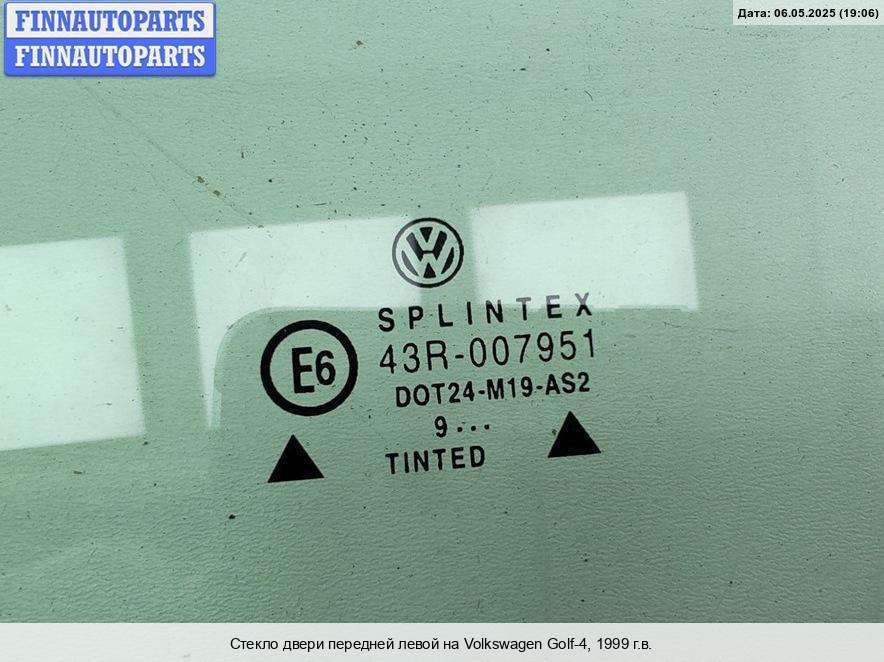 FINNAUTOPARTS
FINNAUTOPARTS
Дата: 06.05.2025 (19:06)
SPLINTEX
E6
43R-007951
DOT24-M19-AS2
9...
TINTED
Стекло двери передней левой на Volkswagen Golf-4, 1999 г.в.